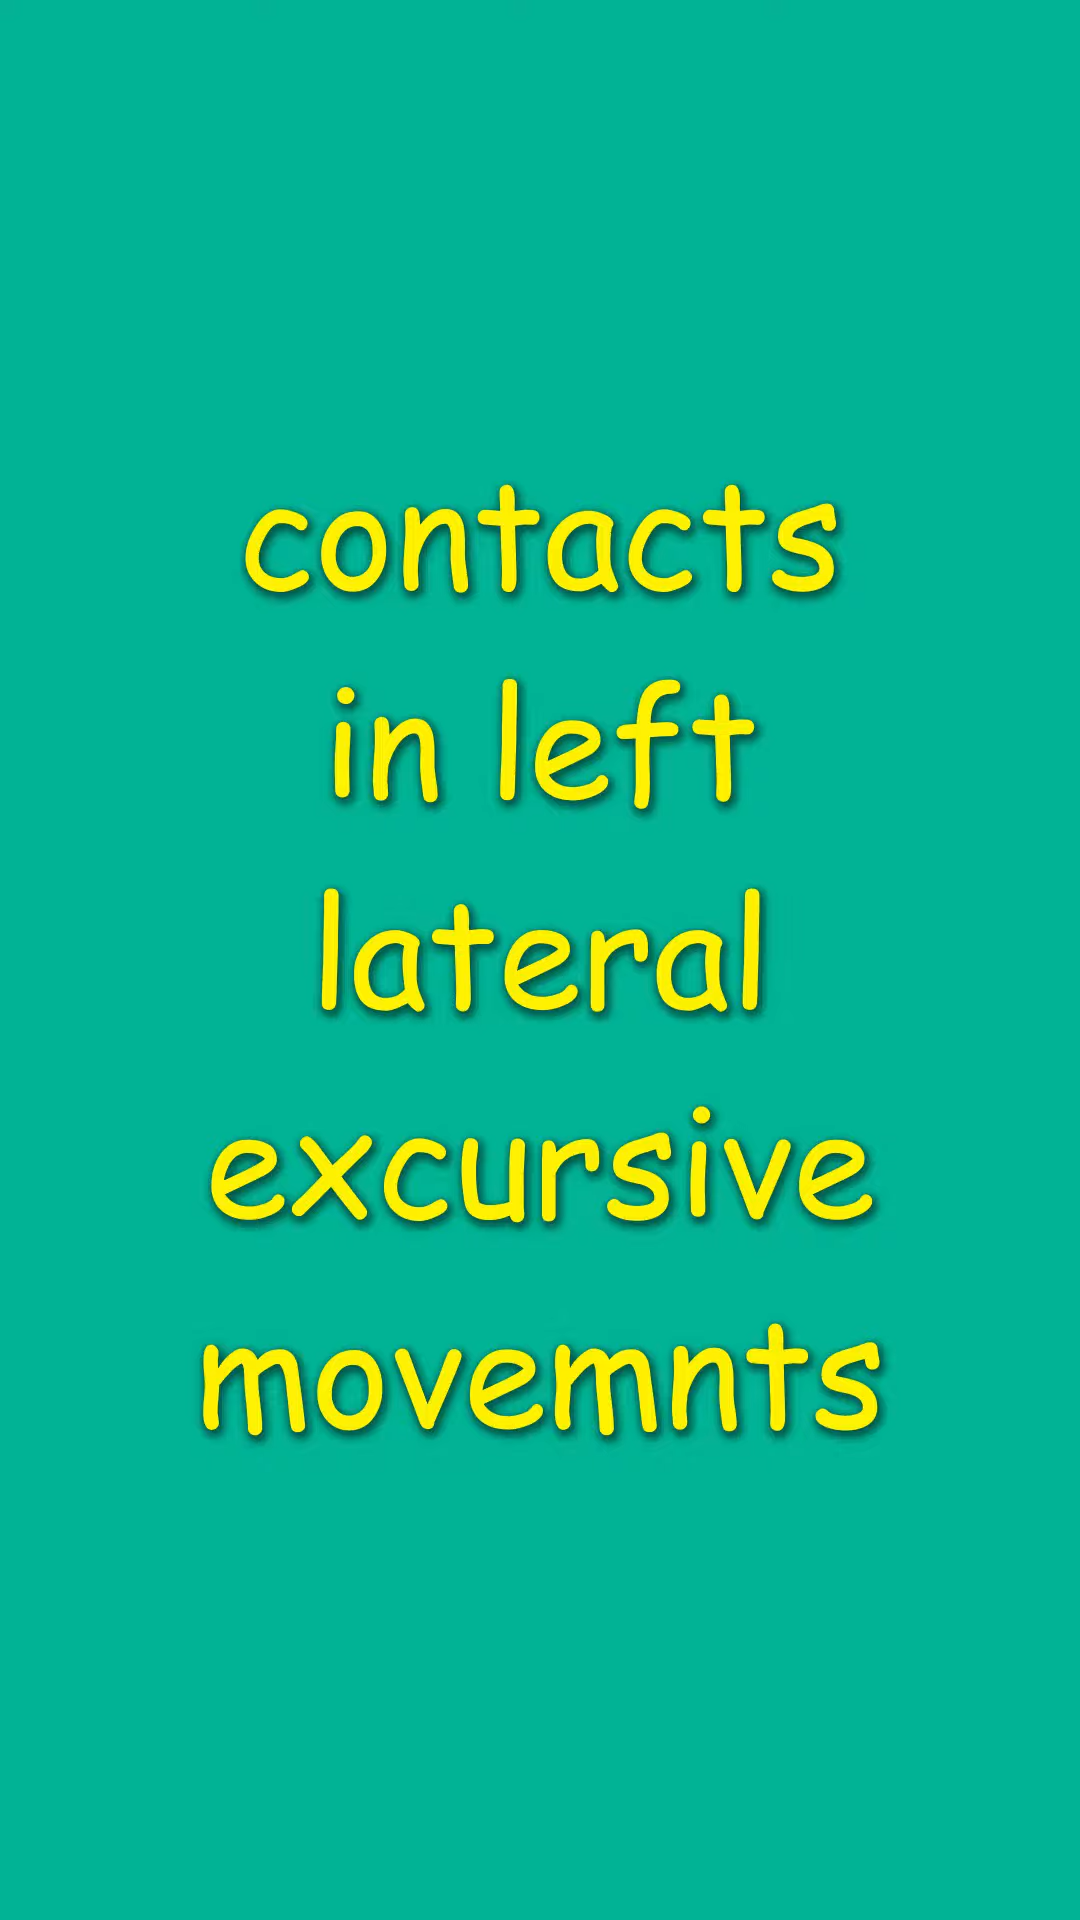 contacts
in left
lateral
excursive
movemnts